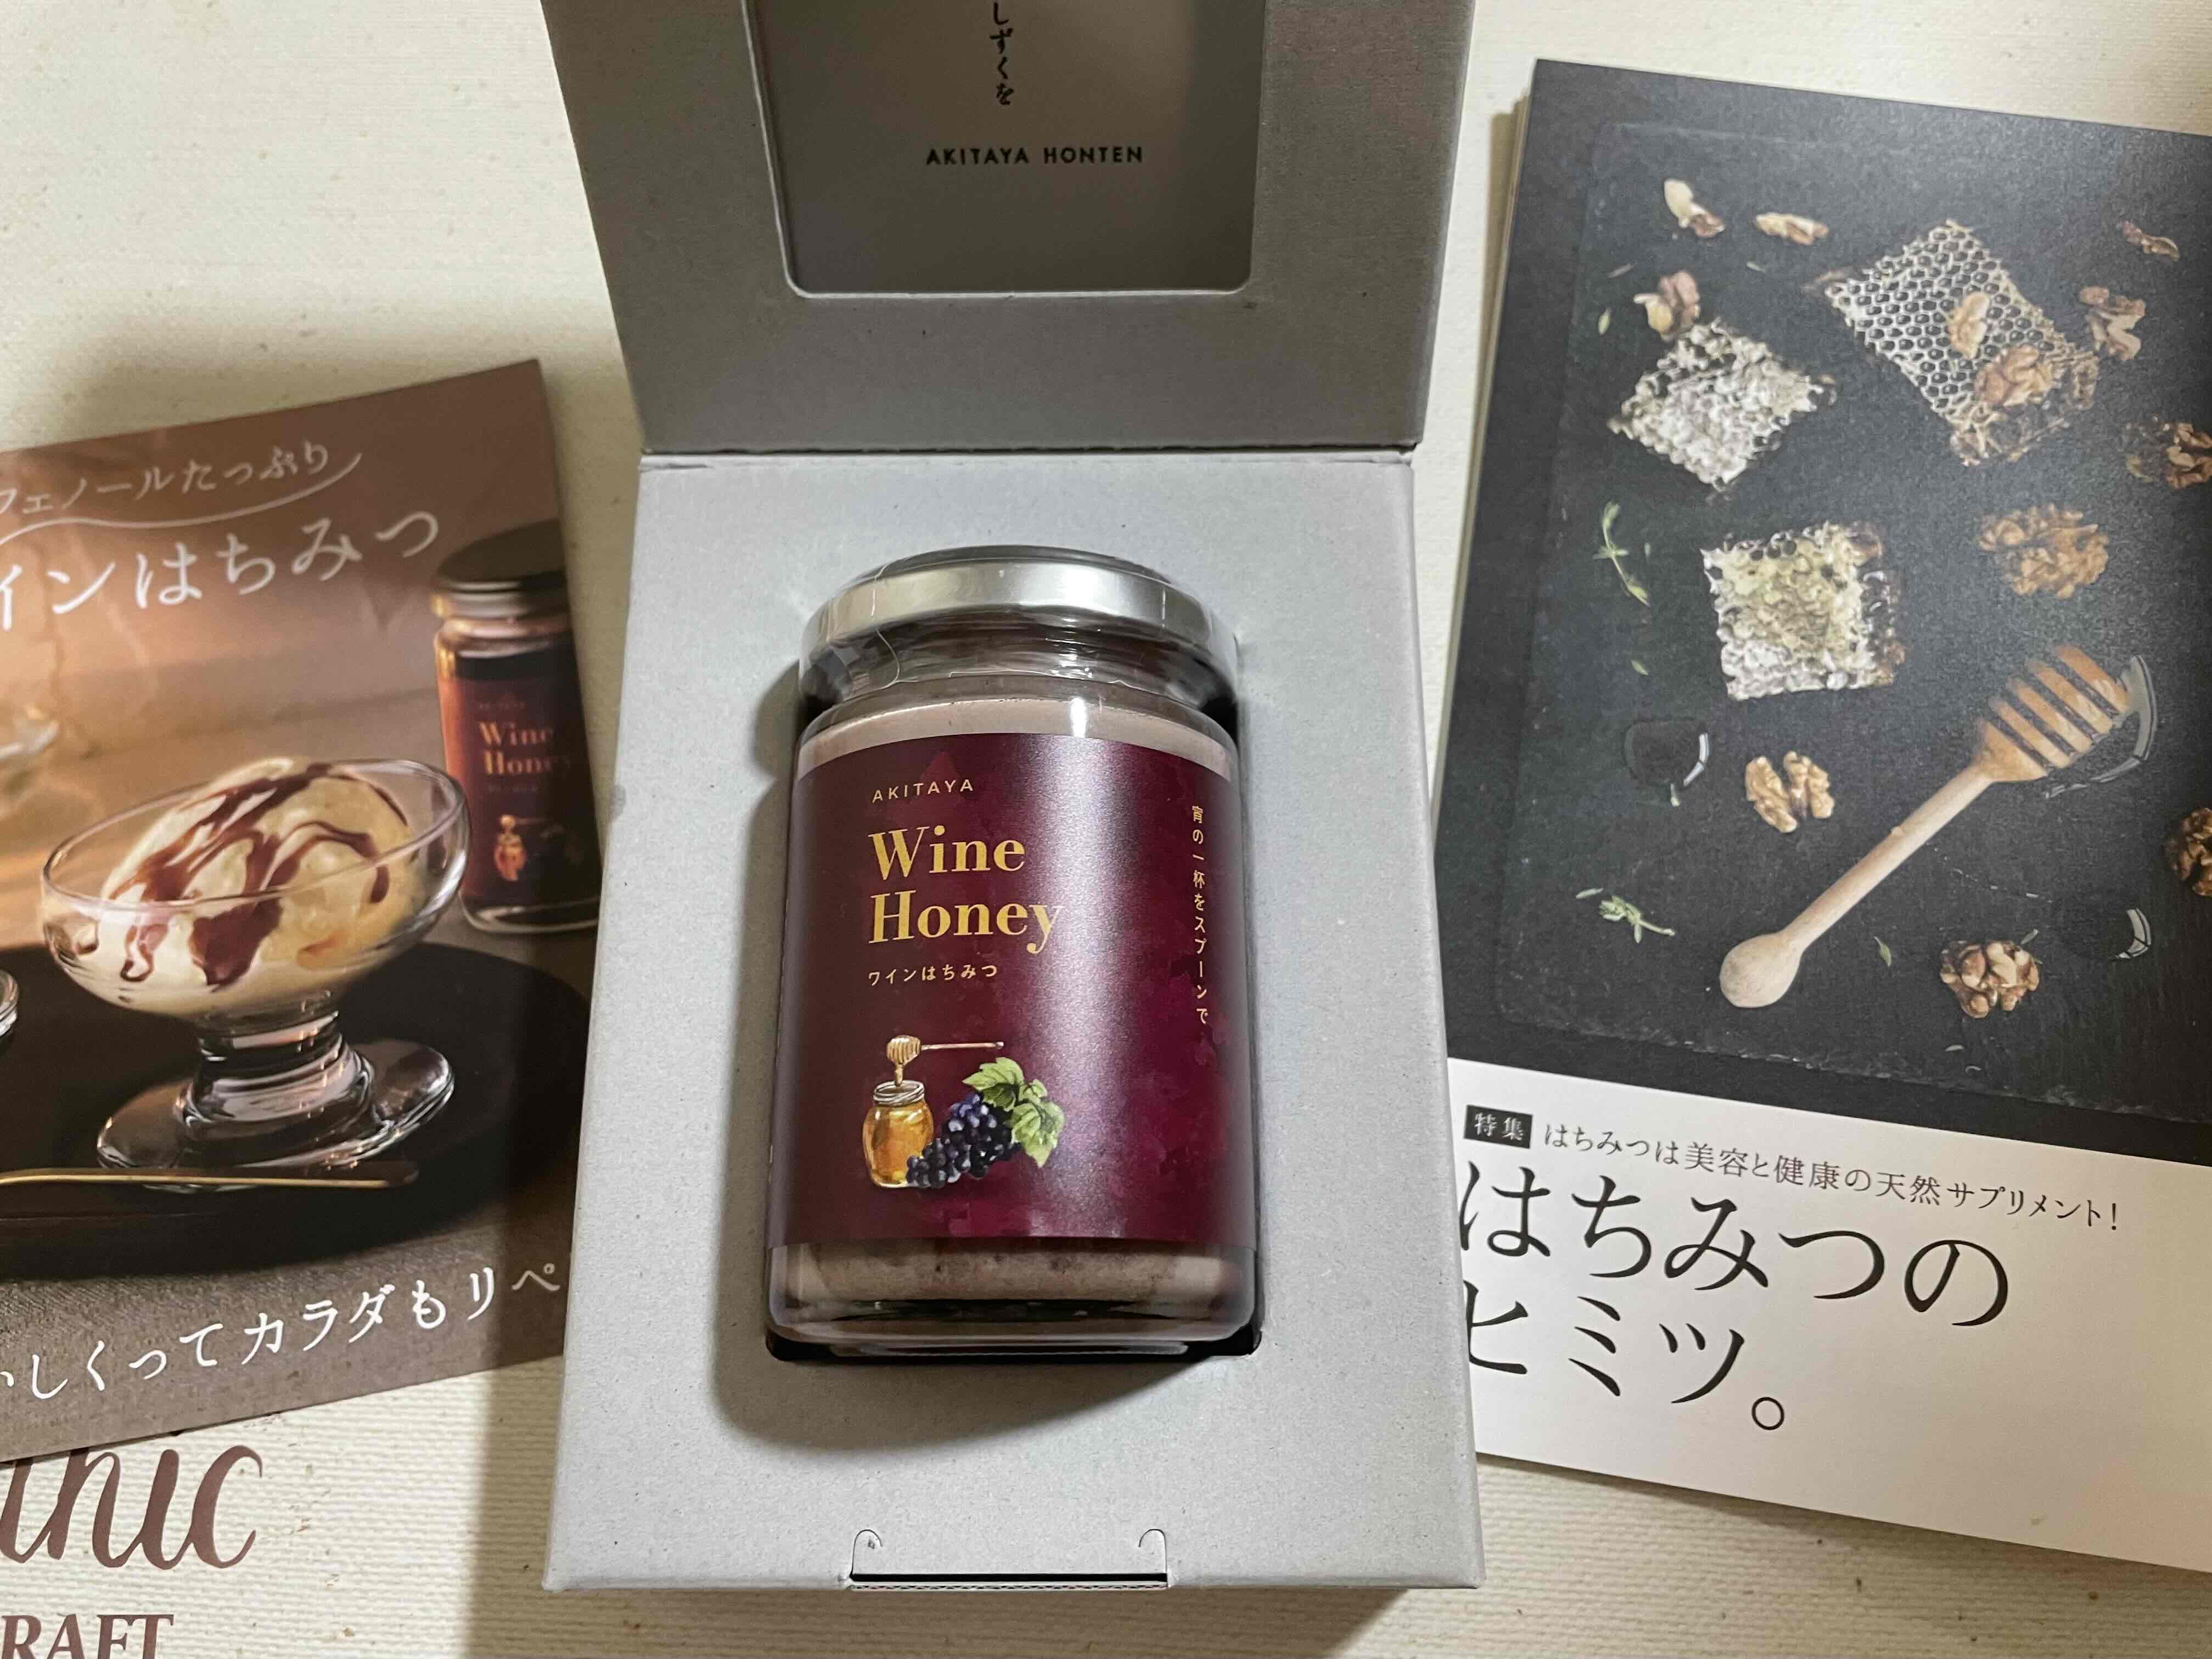 しずくを
AKITAYA HONTEN
フェノールたっぷり
インはちみつ
Wine
Honey
しくってカラダもリペ
AKITAYA
Wine
Honey
ワインはちみつ
宵の一杯をスプーンで
特集 はちみつは美容と健康の天然サプリメント!
はちみつの
ヒミツ。